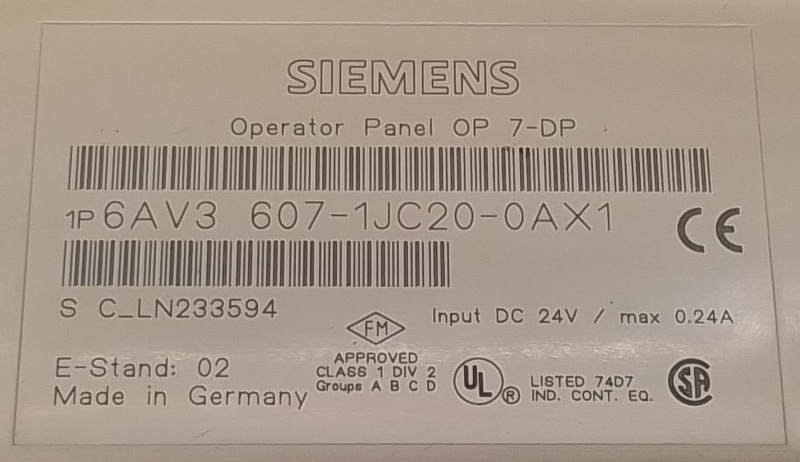 SIEMENS
Operator Panel OP 7-DP
1P 6AV3 607-1JC20-0AX1
CE
S C_LN233594
FM
Input DC 24V / max 0.24A
APPROVED
CLASS 1 DIV 2
Groups A B C D
E-Stand: 02
Made in Germany
UL ®
LISTED 74D7
IND. CONT. EQ.
SA